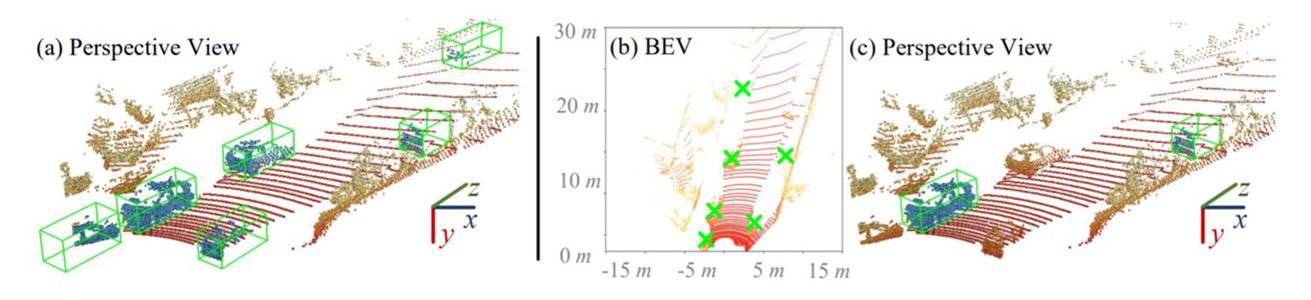 (a) Perspective View
z
x
y
30 m
(b) BEV
20 m
10 m
0 m
-15 m -5 m 5 m 15 m
(c) Perspective View
z
x
y